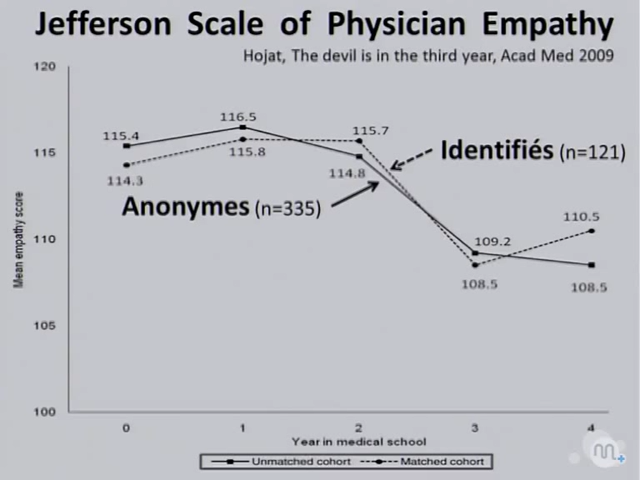 Jefferson Scale of Physician Empathy
Hojat, The devil is in the third year, Acad Med 2009
120
115
110
105
100
Mean empathy score
115.4
116.5
114.3
115.8
115.7
114.8
Identifiés (n=121)
Anonymes (n=335)
109.2
108.5
110.5
108.5
0 1 2 3 4
Year in medical school
Unmatched cohort Matched cohort
m+